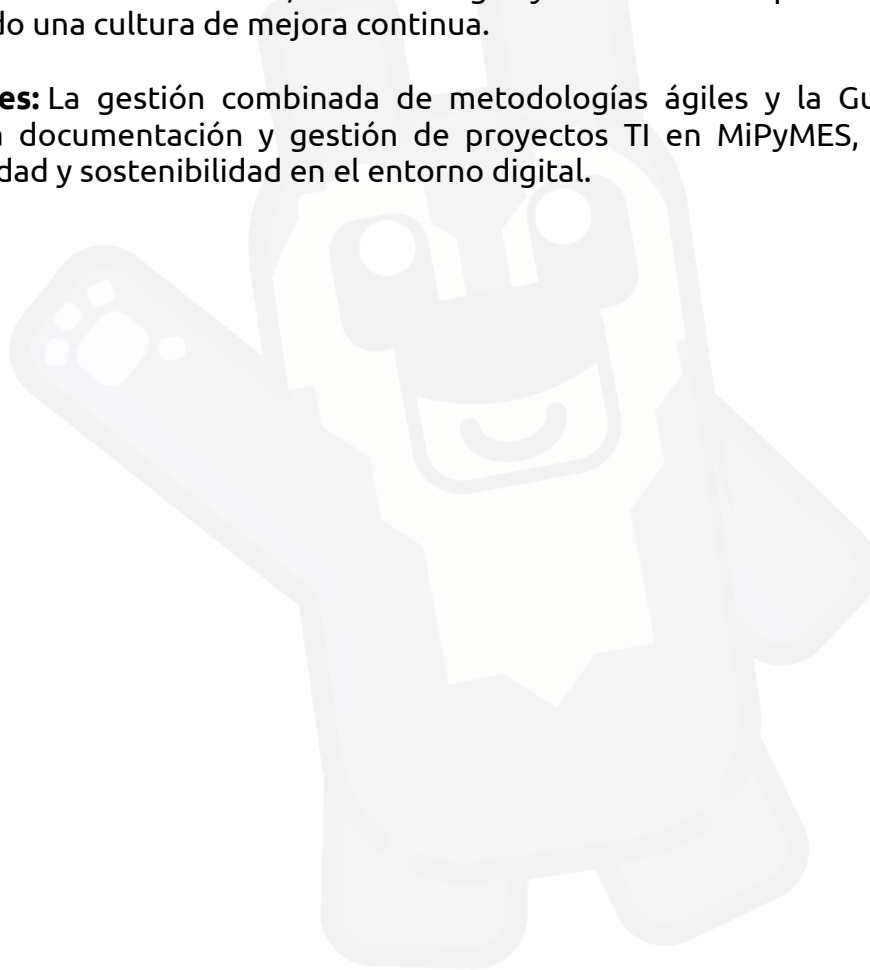 do una cultura de mejora continua.
es: La gestión combinada de metodologías ágiles y la Gu
documentación y gestión de proyectos TI en MiPyMES,
dad y sostenibilidad en el entorno digital.